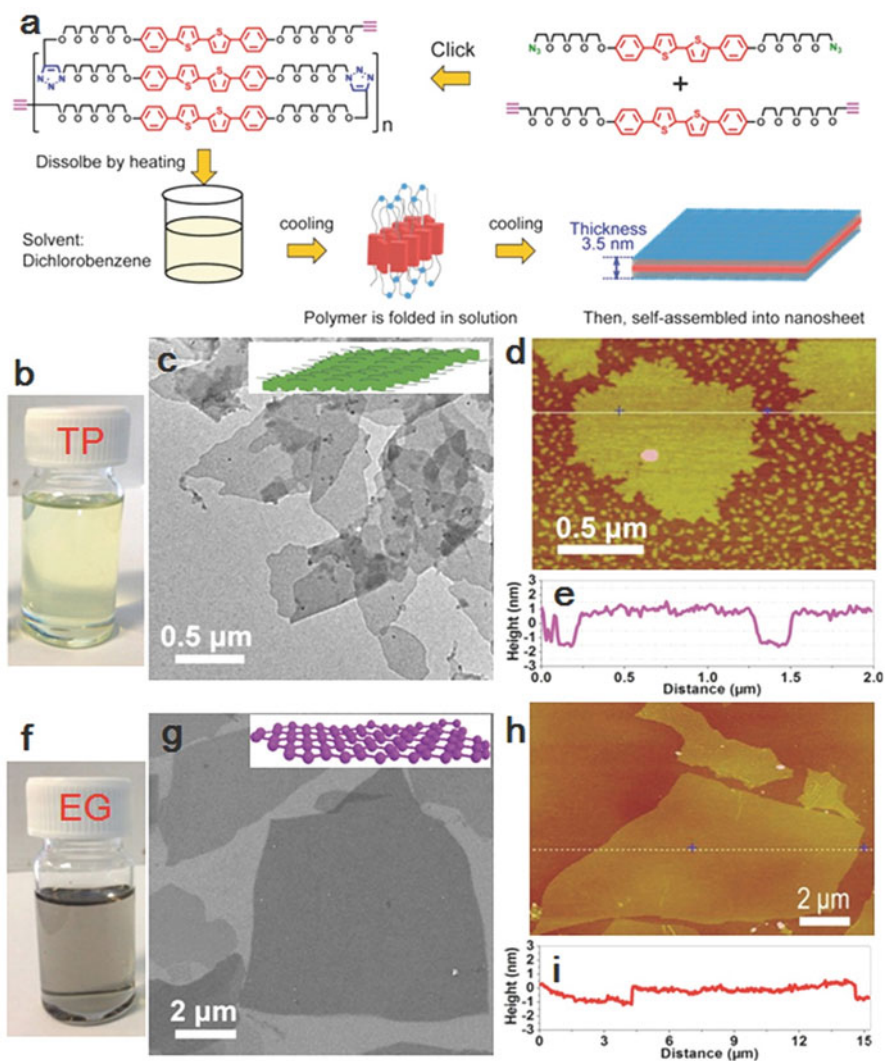 a
Click
N3
N3
+
O O O O O
S S
O O O O O
N N N
n
Dissolbe by heating
Solvent:
Dichlorobenzene
cooling
cooling
Thickness
3.5 nm
Polymer is folded in solution
Then, self-assembled into nanosheet
b
TP
c
0.5 μm
d
0.5 μm
e
Height (nm)
3
2
1
0
-1
-2
-3
0.0 0.5 1.0 1.5 2.0
Distance (μm)
f
EG
g
2 μm
h
2 μm
i
Height (nm)
3
2
1
0
-1
-2
-3
0 3 6 9 12 15
Distance (μm)